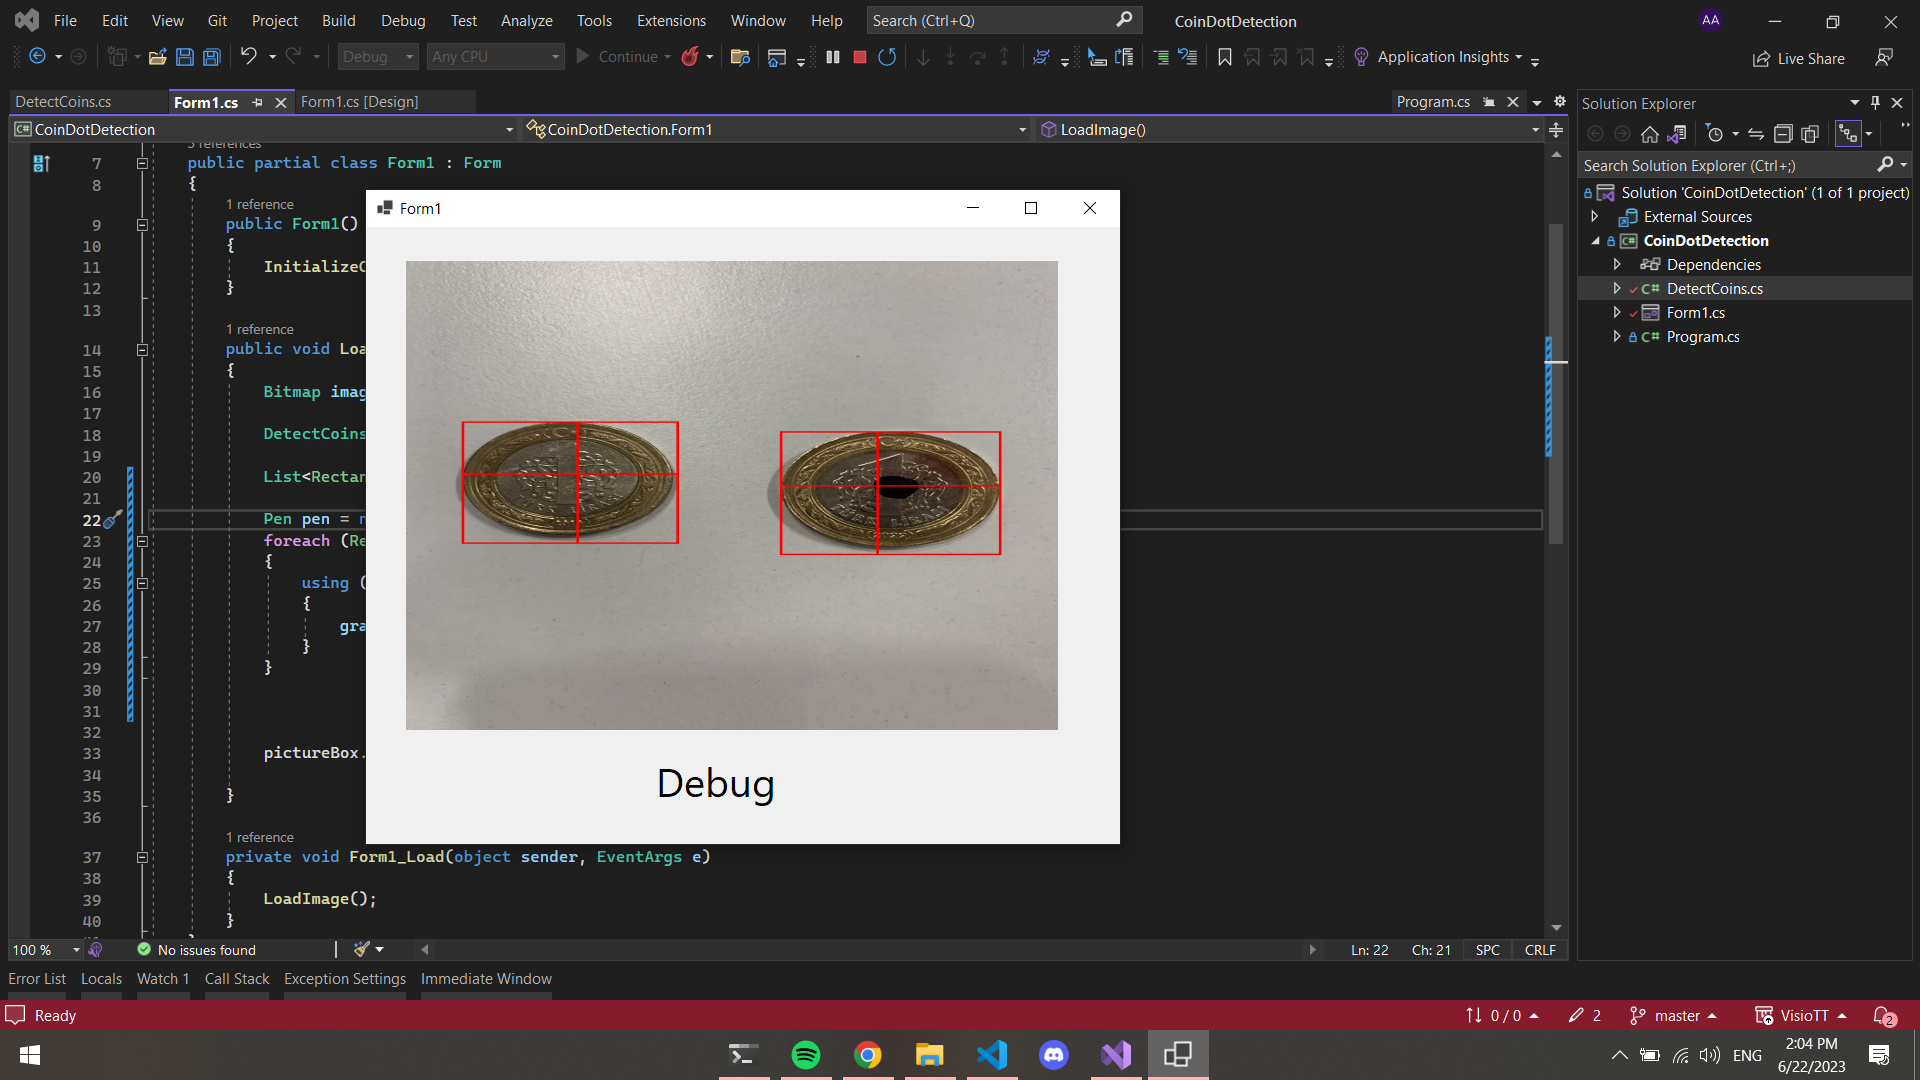 File Edit View Git Project Build Debug Test Analyze Tools Extensions Window Help Search (Ctrl+Q) CoinDotDetection AA
Debug Any CPU Continue Application Insights Live Share
DetectCoins.cs Form1.cs Form1.cs [Design] Program.cs
CoinDotDetection CoinDotDetection.Form1 LoadImage()
3 references
7 public partial class Form1 : Form
8 {
1 reference
9 public Form1()
10 {
11 InitializeC
12 }
13
1 reference
14 public void Loa
15 {
16 Bitmap imag
17
18 DetectCoins
19
20 List<Rectan
21
22 Pen pen = n
23 foreach (Re
24 {
25 using (
26 {
27 gra
28 }
29 }
30
31
32
33 pictureBox.
34
35 }
36
1 reference
37 private void Form1_Load(object sender, EventArgs e)
38 {
39 LoadImage();
40 }
Form1
Debug
Solution Explorer
Search Solution Explorer (Ctrl+;)
Solution 'CoinDotDetection' (1 of 1 project)
External Sources
CoinDotDetection
Dependencies
C# DetectCoins.cs
Form1.cs
C# Program.cs
100 % No issues found Ln: 22 Ch: 21 SPC CRLF
Error List Locals Watch 1 Call Stack Exception Settings Immediate Window
Ready 0 / 0 2 master VisioTT 2
ENG 2:04 PM
6/22/2023